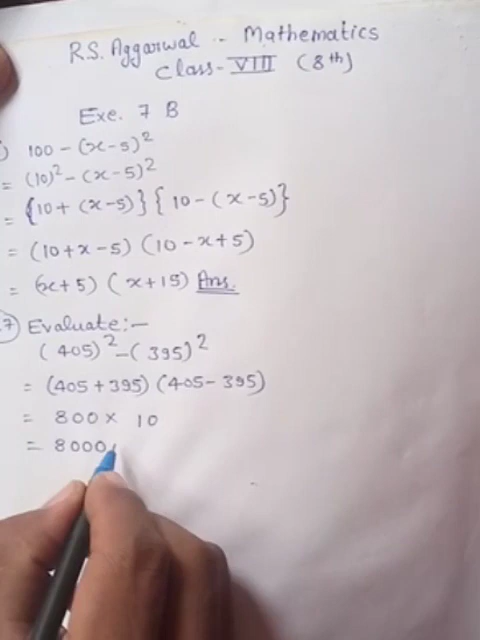 R.S. Aggarwal - Mathematics
Class-VIII (8th)
Exe. 7 B
) 100 - (x-5)²
= (10)² - (x-5)²
= {10+ (x-5)} { 10 - (x-5)}
= (10+x-5) (10-x+5)
= (x+5) (x+15) Ans.
7) Evaluate:-
(405)² - (395)²
= (405+395) (405-395)
= 800 × 10
= 8000